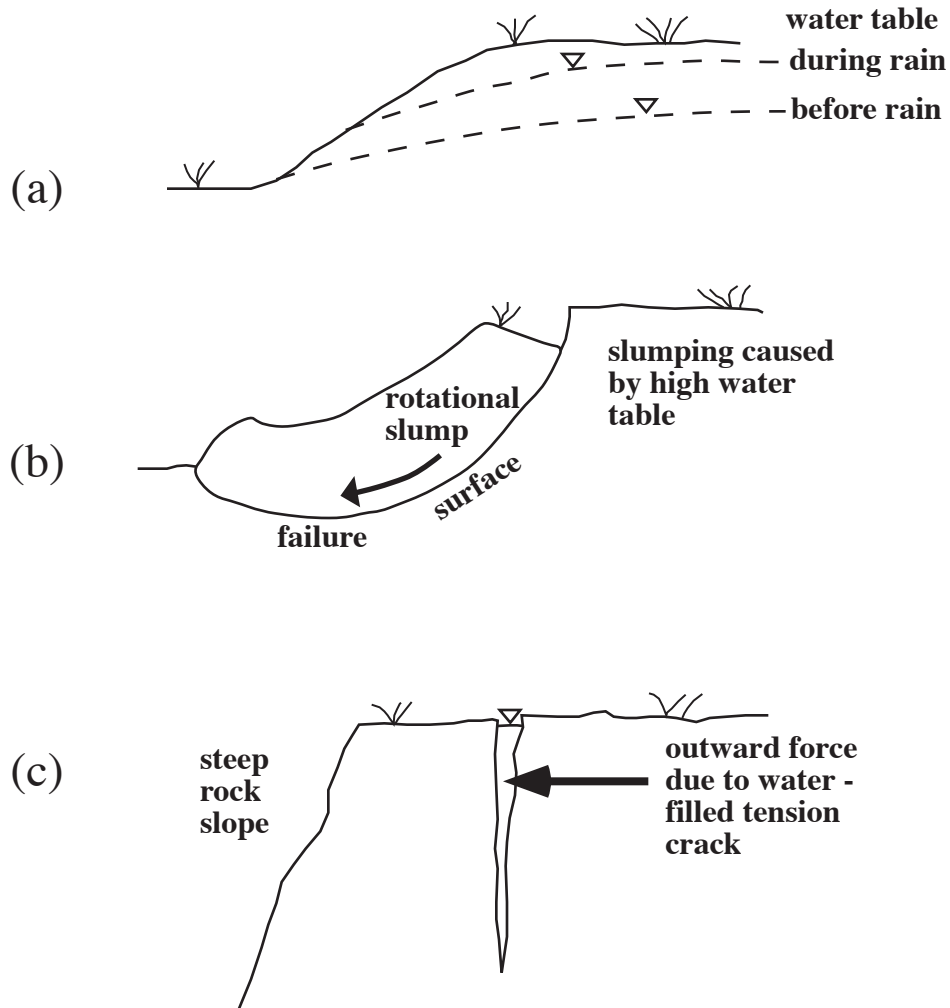 water table
during rain
before rain
(a)
slumping caused
by high water
table
rotational
slump
(b)
surface
failure
(c)
steep
rock
slope
outward force
due to water -
filled tension
crack